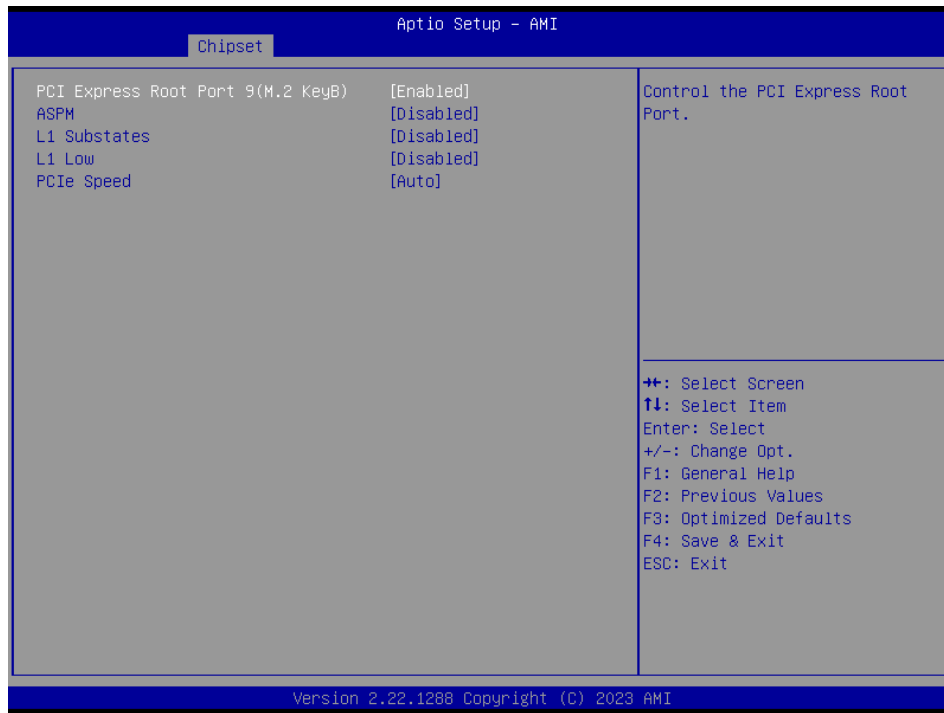 Aptio Setup – AMI
Chipset
PCI Express Root Port 9(M.2 KeyB) [Enabled]
ASPM [Disabled]
L1 Substates [Disabled]
L1 Low [Disabled]
PCIe Speed [Auto]
Control the PCI Express Root
Port.
→←: Select Screen
↑↓: Select Item
Enter: Select
+/-: Change Opt.
F1: General Help
F2: Previous Values
F3: Optimized Defaults
F4: Save & Exit
ESC: Exit
Version 2.22.1288 Copyright (C) 2023 AMI